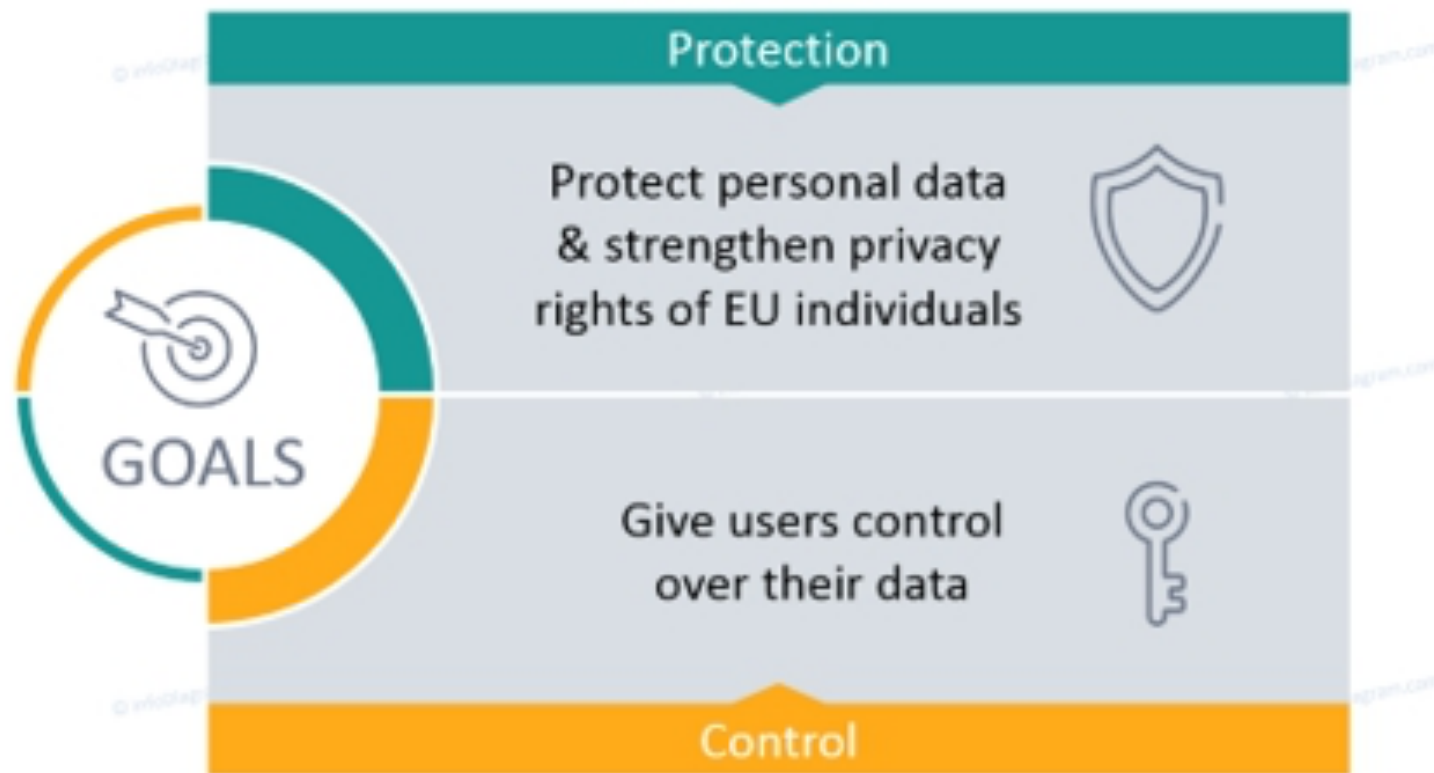 Protection
Protect personal data
& strengthen privacy
rights of EU individuals
GOALS
Give users control
over their data
Control